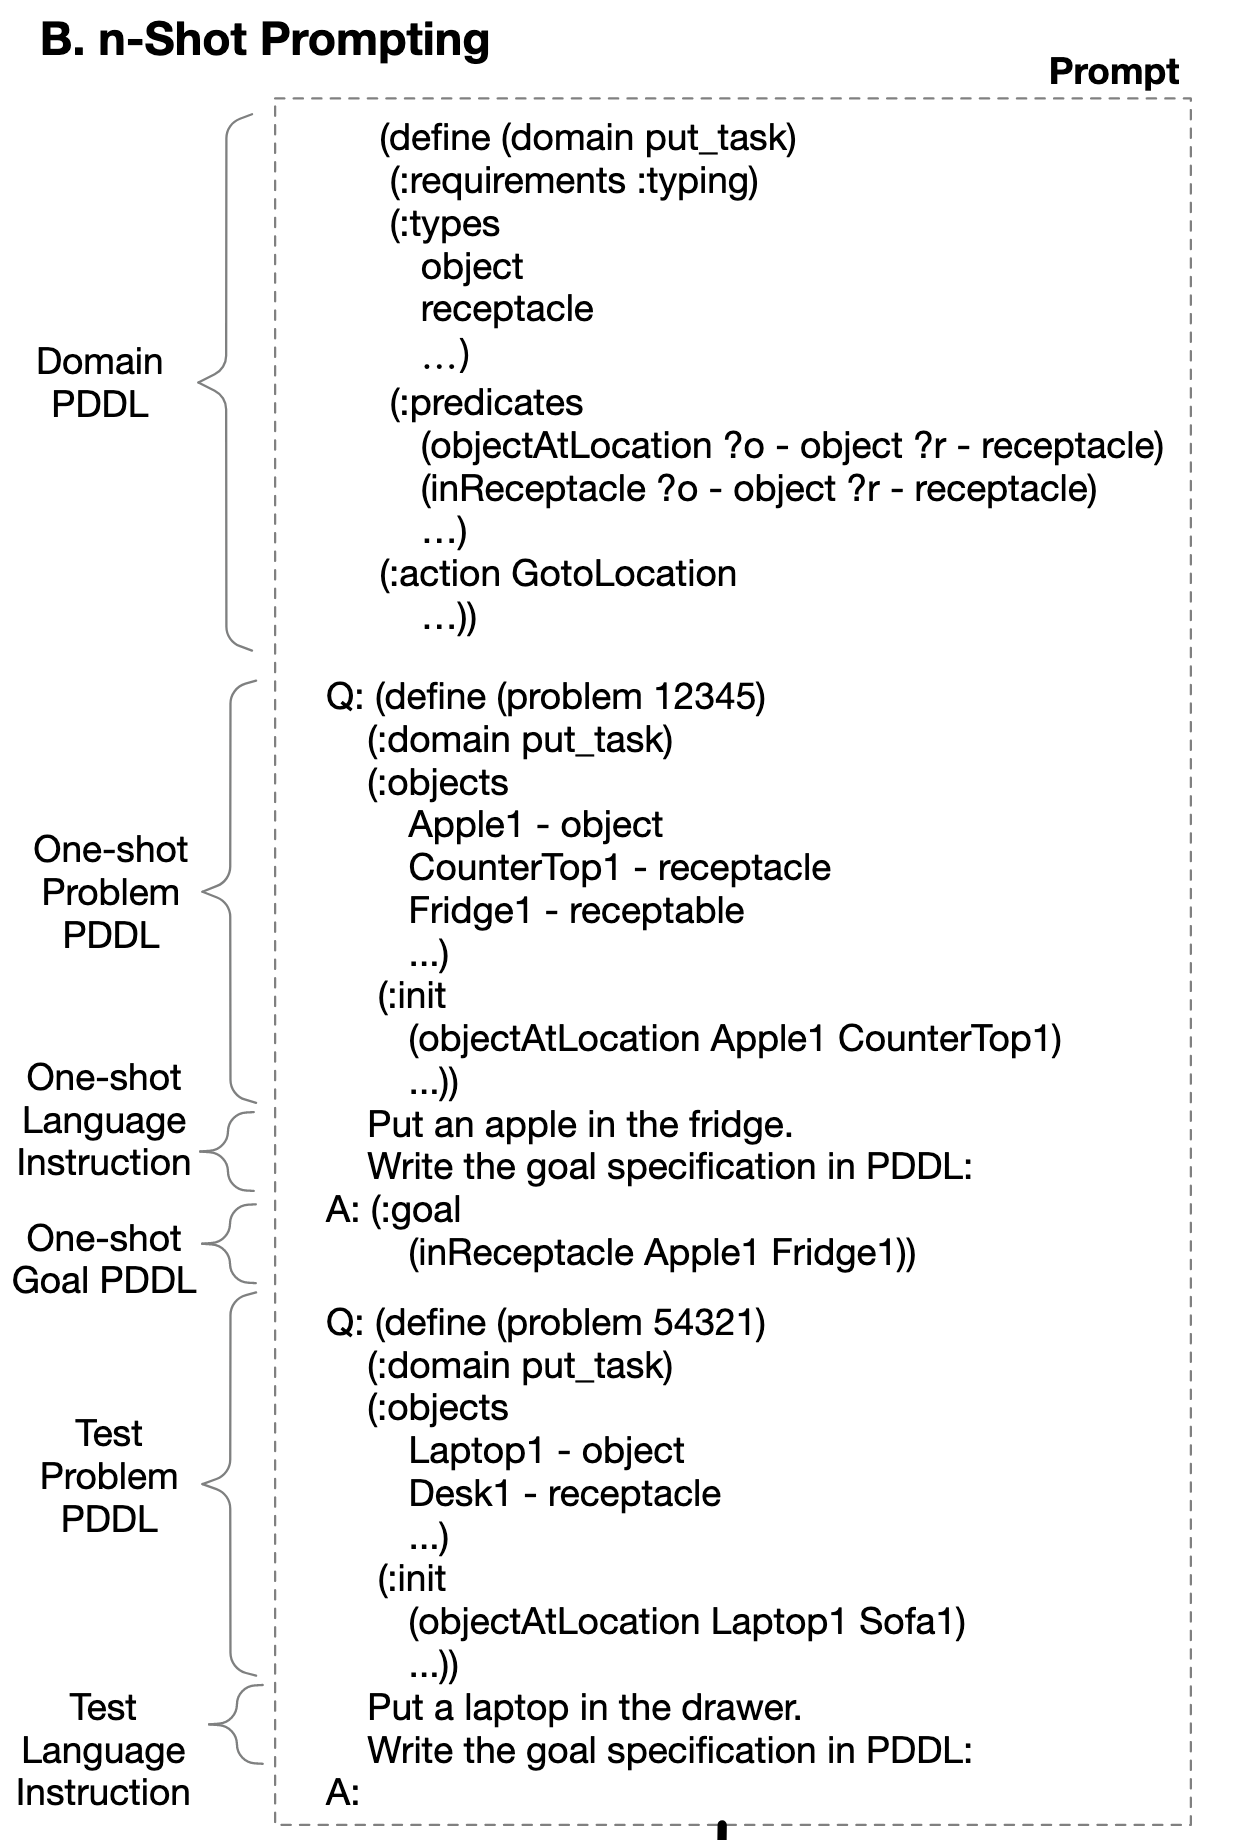 B. n-Shot Prompting
Prompt
Domain
PDDL
(define (domain put_task)
(:requirements :typing)
(:types
object
receptacle
…)
(:predicates
(objectAtLocation ?o - object ?r - receptacle)
(inReceptacle ?o - object ?r - receptacle)
…)
(:action GotoLocation
…))
One-shot
Problem
PDDL
Q: (define (problem 12345)
(:domain put_task)
(:objects
Apple1 - object
CounterTop1 - receptacle
Fridge1 - receptable
...)
(:init
(objectAtLocation Apple1 CounterTop1)
...))
One-shot
Language
Instruction
Put an apple in the fridge.
Write the goal specification in PDDL:
One-shot
Goal PDDL
A: (:goal
(inReceptacle Apple1 Fridge1))
Test
Problem
PDDL
Q: (define (problem 54321)
(:domain put_task)
(:objects
Laptop1 - object
Desk1 - receptacle
...)
(:init
(objectAtLocation Laptop1 Sofa1)
...))
Test
Language
Instruction
Put a laptop in the drawer.
Write the goal specification in PDDL:
A: